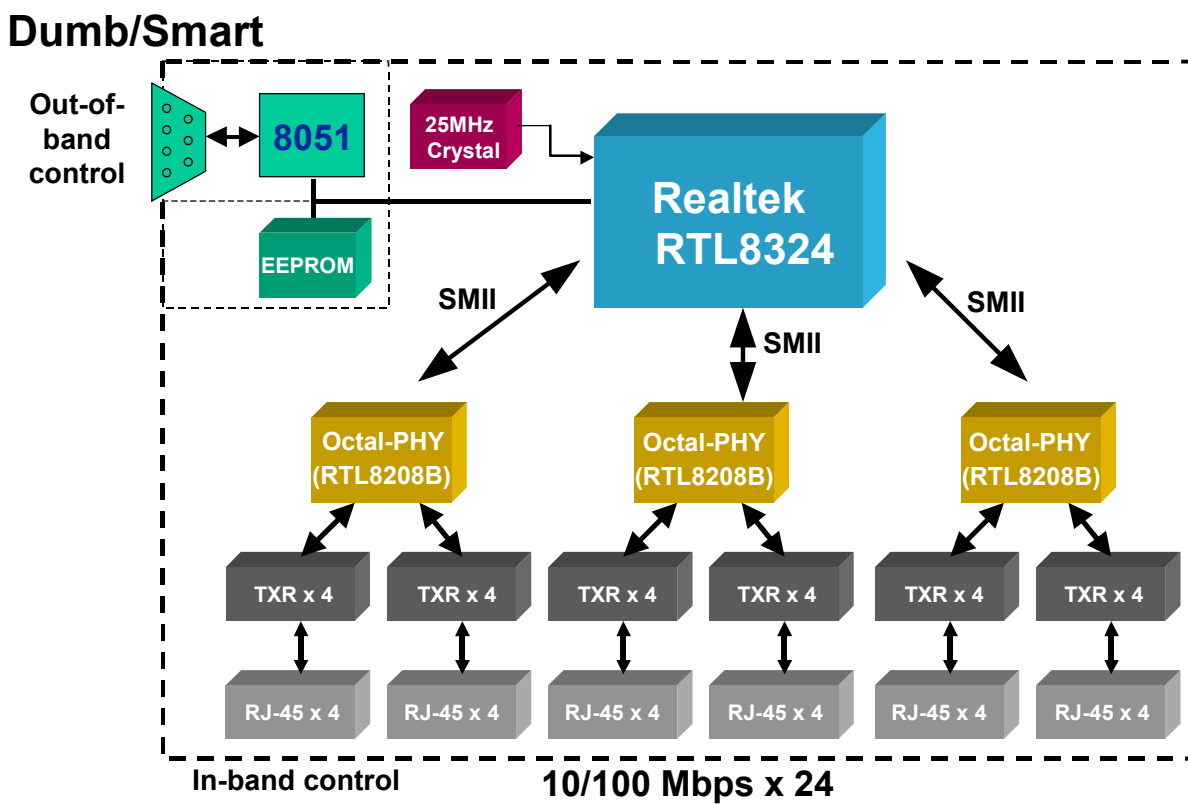 Dumb/Smart
Out-of-
band
control
8051
25MHz
Crystal
EEPROM
Realtek
RTL8324
SMII
SMII
SMII
Octal-PHY
(RTL8208B)
Octal-PHY
(RTL8208B)
Octal-PHY
(RTL8208B)
TXR x 4
TXR x 4
TXR x 4
TXR x 4
TXR x 4
TXR x 4
RJ-45 x 4
RJ-45 x 4
RJ-45 x 4
RJ-45 x 4
RJ-45 x 4
RJ-45 x 4
In-band control
10/100 Mbps x 24